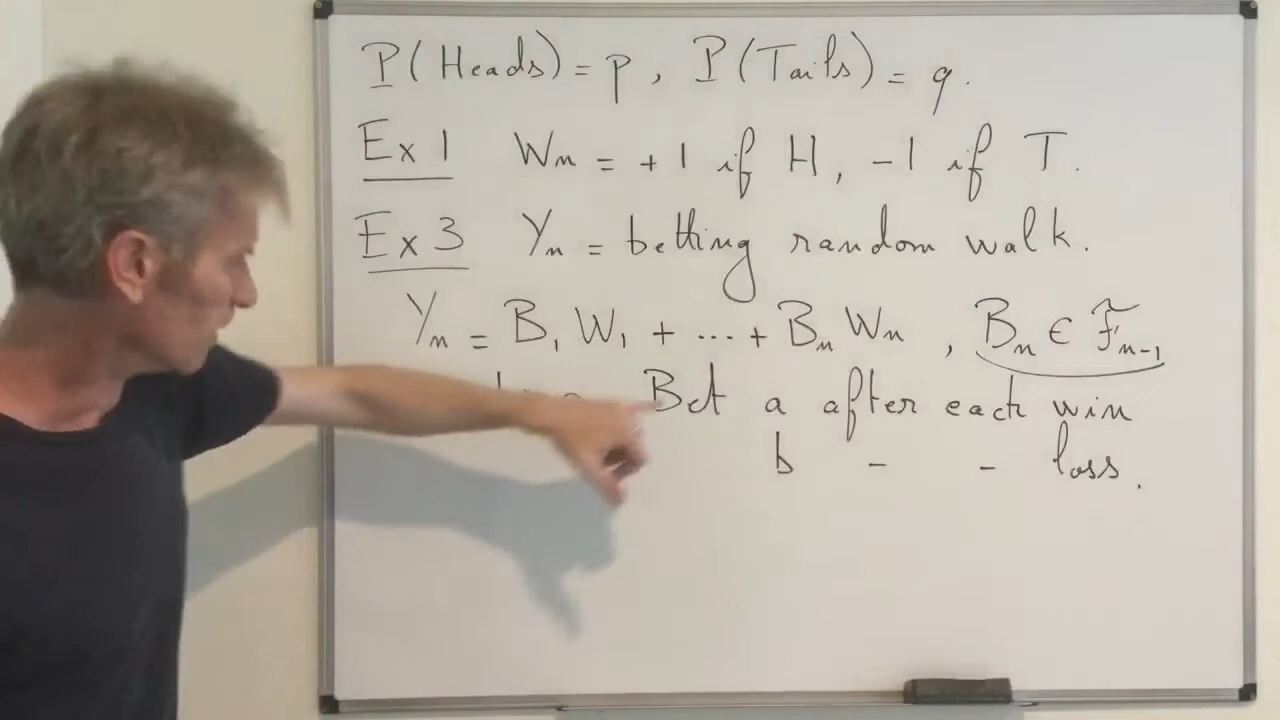 P(Heads) = p, P(Tails) = q.
Ex 1 Wn = +1 if H, -1 if T.
Ex 3 Yn = betting random walk.
Yn = B1 W1 + ... + Bn Wn, Bn ∈ Fn-1
Bet a after each win
b - - loss.